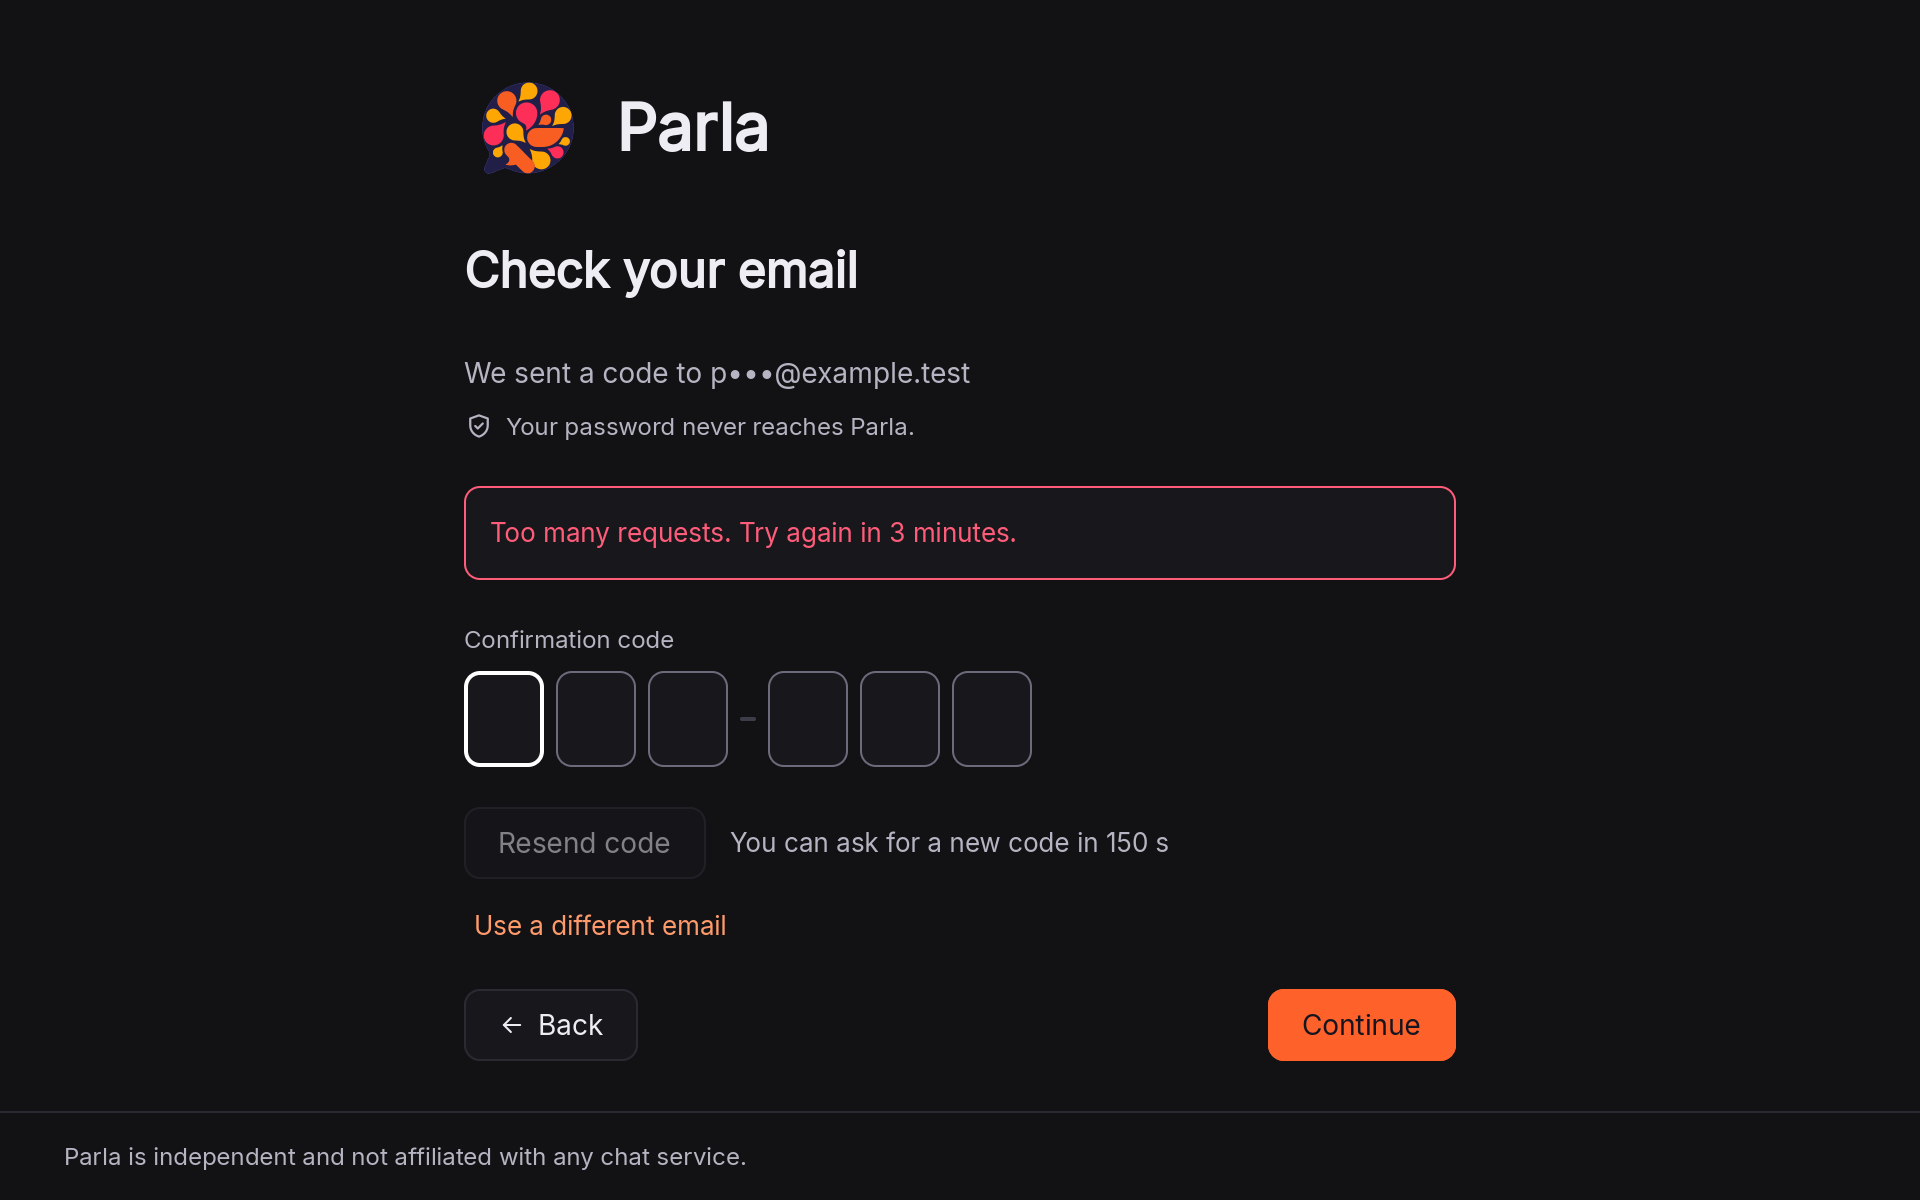 Parla
Check your email
We sent a code to p•••@example.test
Your password never reaches Parla.
Too many requests. Try again in 3 minutes.
Confirmation code
Resend code
You can ask for a new code in 150 s
Use a different email
← Back
Continue
Parla is independent and not affiliated with any chat service.